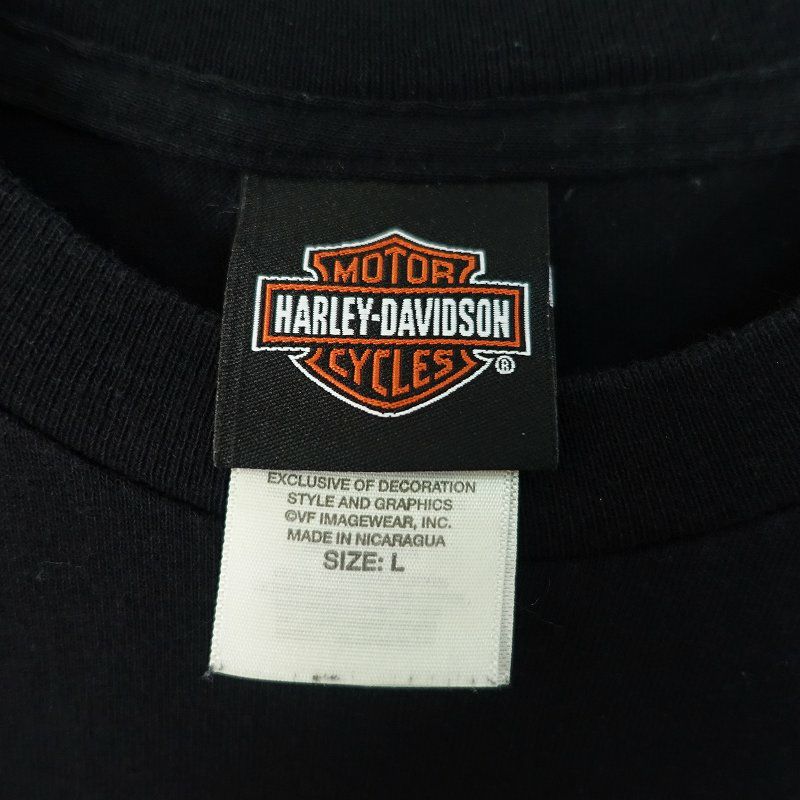 MOTOR
HARLEY-DAVIDSON
CYCLES
®
EXCLUSIVE OF DECORATION
STYLE AND GRAPHICS
©VF IMAGEWEAR, INC.
MADE IN NICARAGUA
SIZE: L